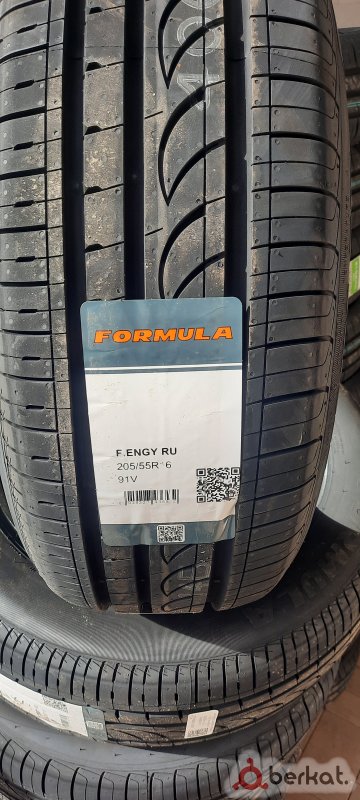 FORMULA
F.ENGY RU
205/55R 6
91V
berkat.